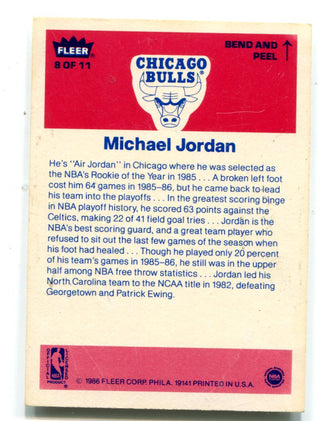 FLEER
8 OF 11
CHICAGO
BULLS
BEND AND
PEEL
Michael Jordan
He's "Air Jordan" in Chicago where he was selected as
the NBA's Rookie of the Year in 1985 . . . A broken left foot
cost him 64 games in 1985-86, but he came back to lead
his team into the playoffs . . . In the greatest scoring binge
in NBA playoff history, he scored 63 points against the
Celtics, making 22 of 41 field goal tries . . . Jordan is the
NBA's best scoring guard, and a great team player who
refused to sit out the last few games of the season when
his foot had healed . . . Though he played only 20 percent
of his team's games in 1985-86, he still was in the upper
half among NBA free throw statistics . . . Jordan led his
North Carolina team to the NCAA title in 1982, defeating
Georgetown and Patrick Ewing.
© 1986 FLEER CORP. PHILA. 19141 PRINTED IN U.S.A.